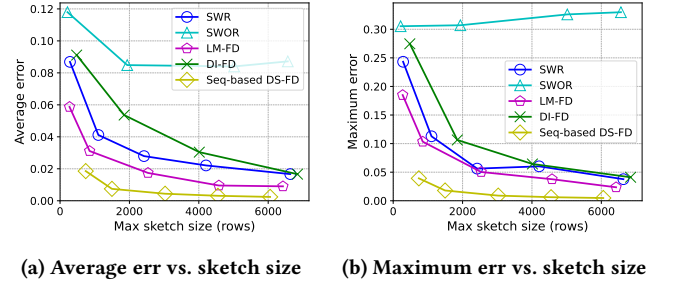 0.12
0.10
0.08
0.06
0.04
0.02
0.00
Average error
0 2000 4000 6000
Max sketch size (rows)
SWR
SWOR
LM-FD
DI-FD
Seq-based DS-FD
(a) Average err vs. sketch size
0.30
0.25
0.20
0.15
0.10
0.05
0.00
Maximum error
0 2000 4000 6000
Max sketch size (rows)
SWR
SWOR
LM-FD
DI-FD
Seq-based DS-FD
(b) Maximum err vs. sketch size